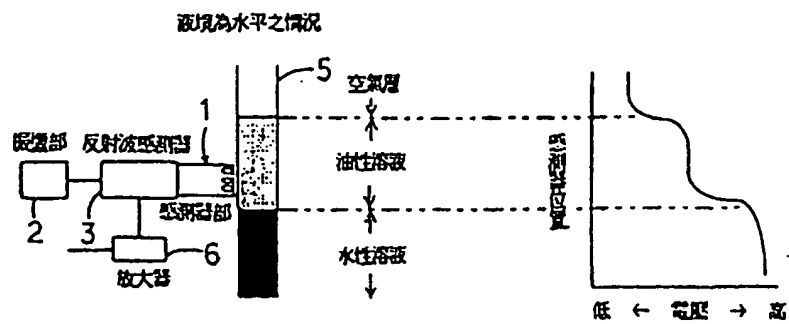 液境為水平之情況
5
空氣層
1
振盪部
反射波感測器
油性溶液
2
3
感測器部
6
水性溶液
放大器
低 ← 電壓 → 高